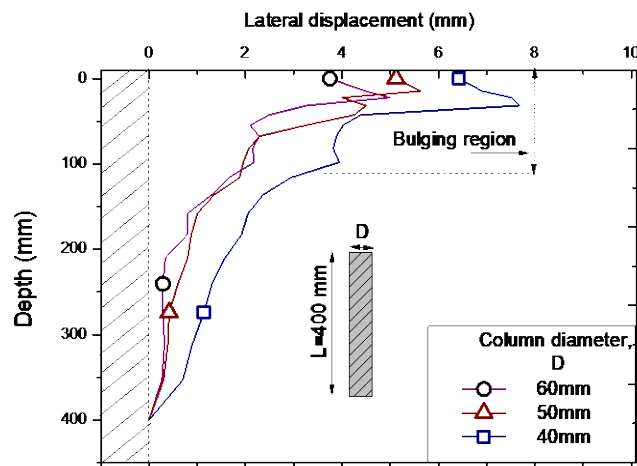 Lateral displacement (mm)
0 2 4 6 8 10
Depth (mm)
0
100
200
300
400
Bulging region
D
L=400 mm
Column diameter,
D
60mm
50mm
40mm